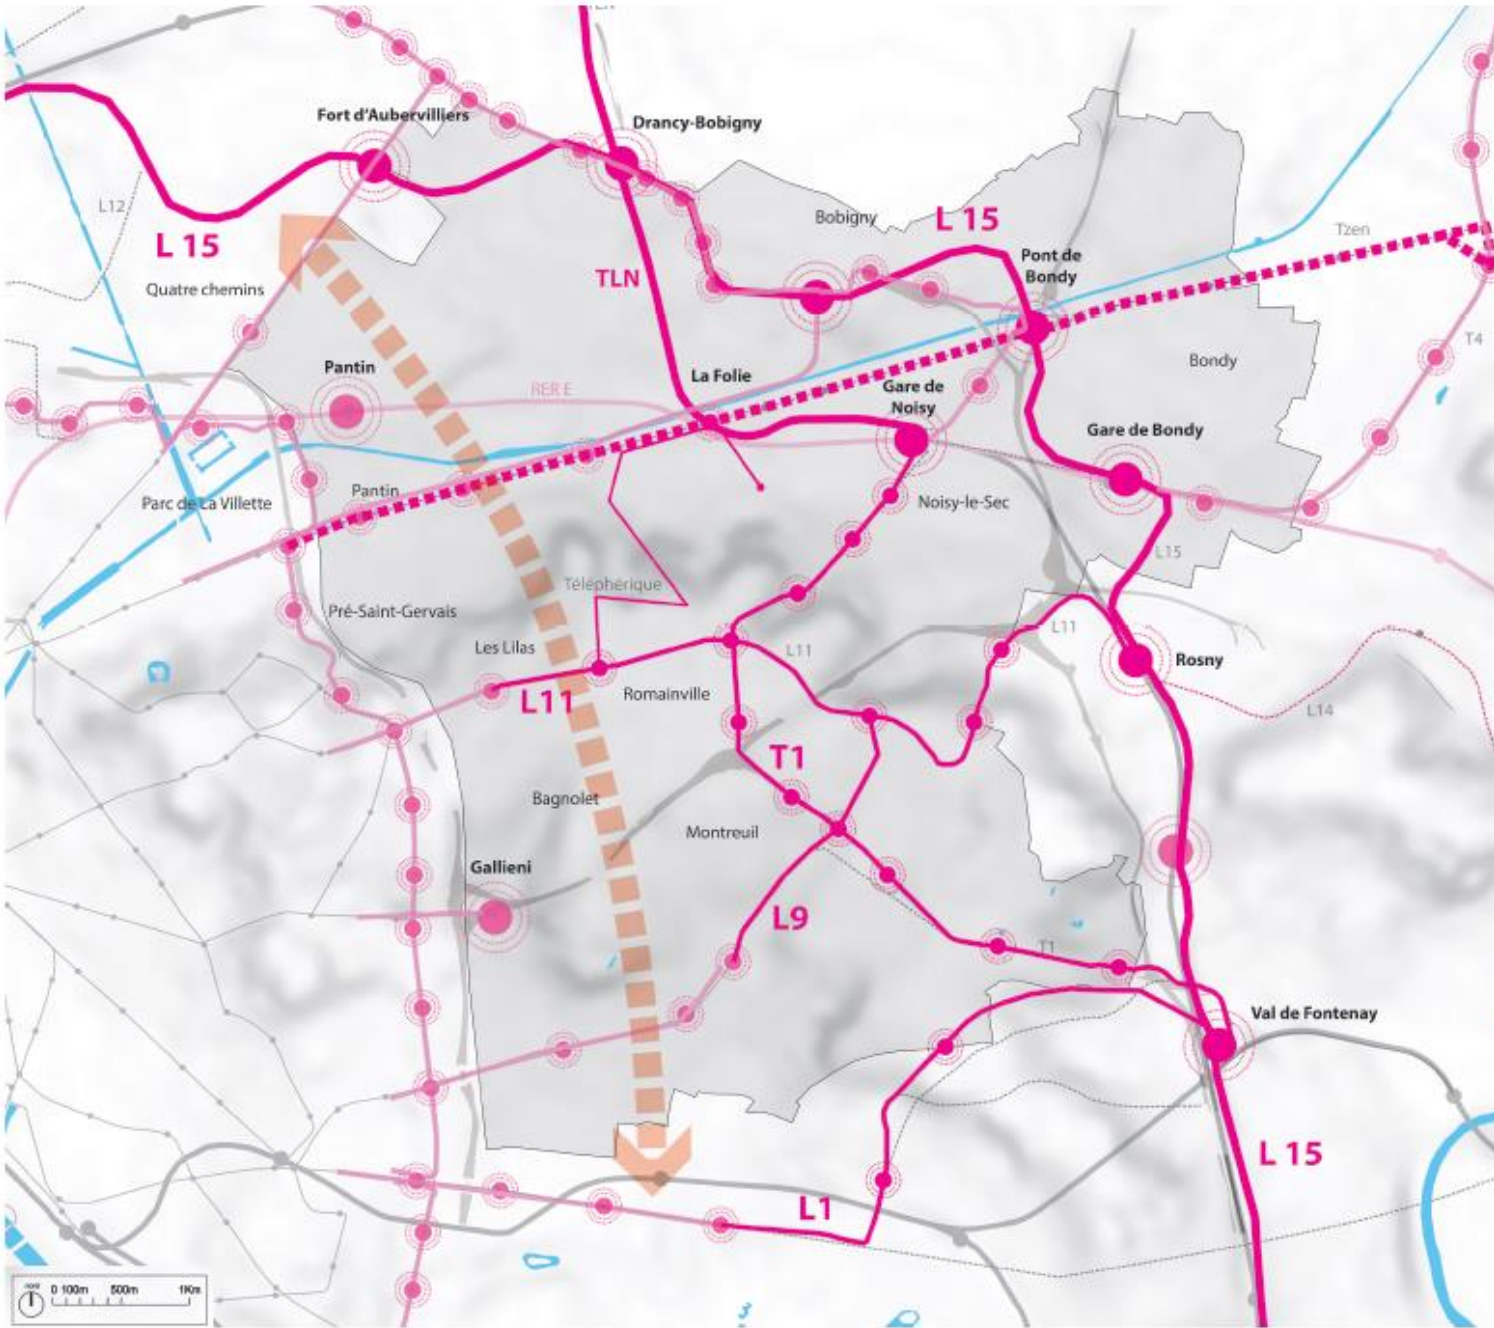 Fort d'Aubervilliers
Drancy-Bobigny
L12
L 15
Bobigny
L 15
Tzen
Pont de
Bondy
TLN
Quatre chemins
T4
Pantin
La Folie
Bondy
RER E
Gare de
Noisy
Gare de Bondy
Pantin
Parc de La Villette
Noisy-le-Sec
L15
Téléphérique
Pré-Saint-Gervais
Les Lilas
L11
L11
Rosny
Romainville
L11
L14
T1
Bagnolet
Montreuil
Gallieni
L9
T1
Val de Fontenay
L 15
L1
nord
0 100m 500m 1Km